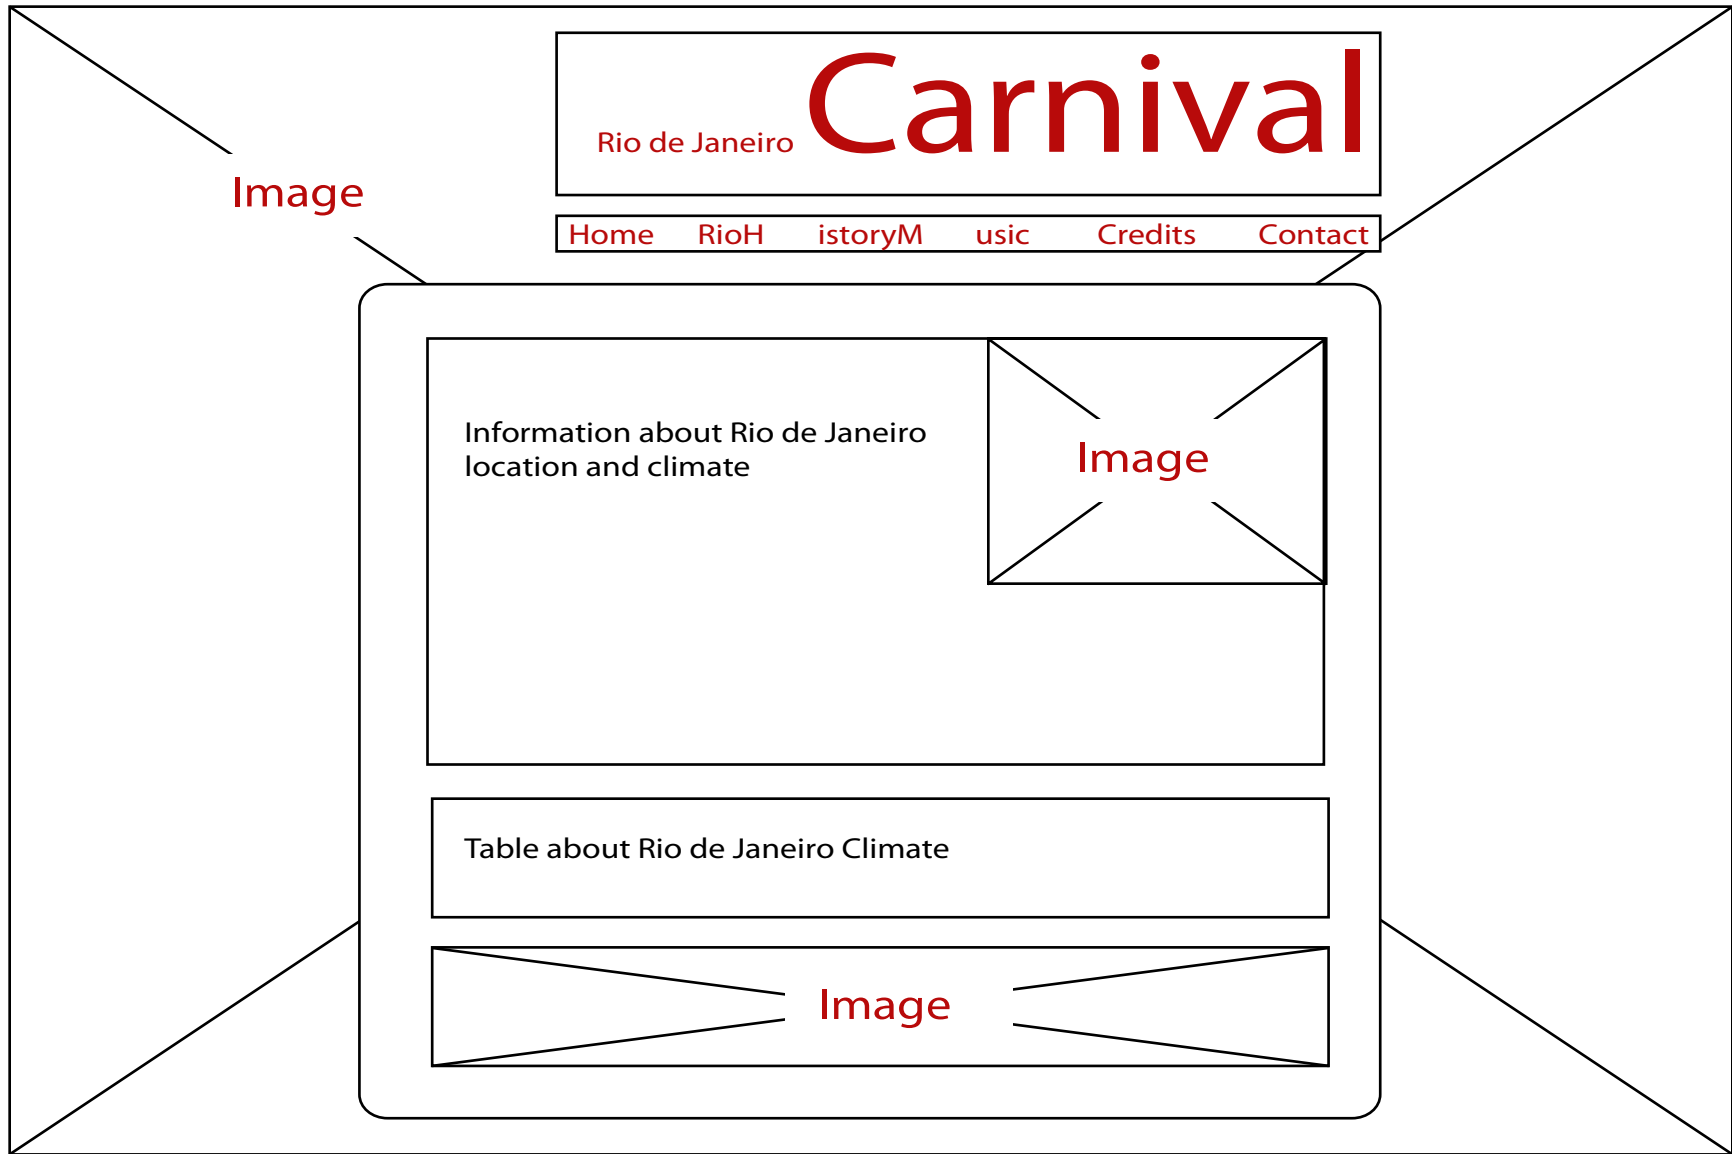 Rio de Janeiro Carnival
Image
Home RioH istoryM usic Credits Contact
Information about Rio de Janeiro
location and climate
Image
Table about Rio de Janeiro Climate
Image